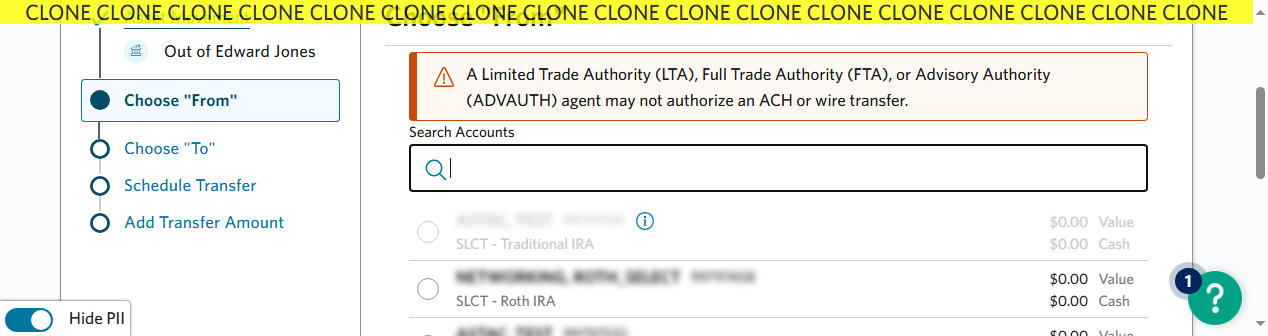 CLONE CLONE CLONE CLONE CLONE CLONE CLONE CLONE CLONE CLONE CLONE CLONE CLONE CLONE CLONE CLONE CLONE
Choose "From"
Out of Edward Jones
Choose "From"
Choose "To"
Schedule Transfer
Add Transfer Amount
Hide PII
A Limited Trade Authority (LTA), Full Trade Authority (FTA), or Advisory Authority
(ADVAUTH) agent may not authorize an ACH or wire transfer.
Search Accounts
$0.00 Value
SLCT - Traditional IRA $0.00 Cash
NETWORKING, ROTH_SELECT $0.00 Value
SLCT - Roth IRA $0.00 Cash
$0.00 Value
1
?